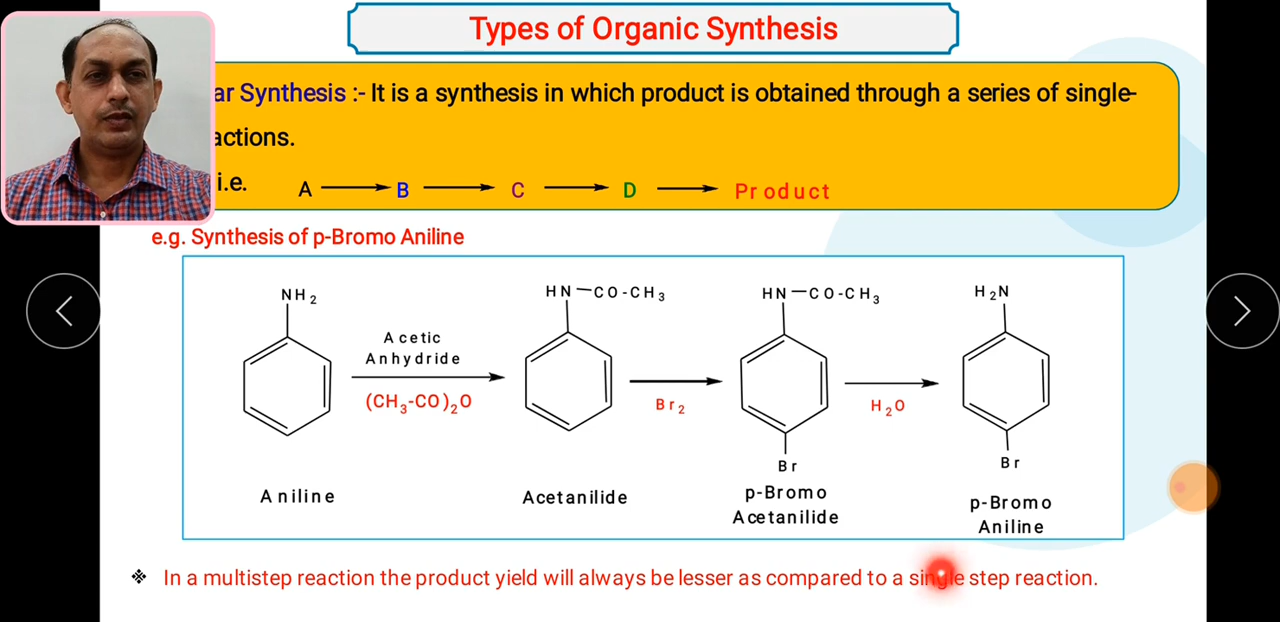 Types of Organic Synthesis
ar Synthesis :- It is a synthesis in which product is obtained through a series of single-
actions.
i.e. A B C D Product
e.g. Synthesis of p-Bromo Aniline
NH2 HN-CO-CH3 HN-CO-CH3 H2N
Acetic
Anhydride
(CH3-CO)2O Br2 H2O
Br Br
Aniline Acetanilide p-Bromo Acetanilide p-Bromo Aniline
❖ In a multistep reaction the product yield will always be lesser as compared to a single step reaction.